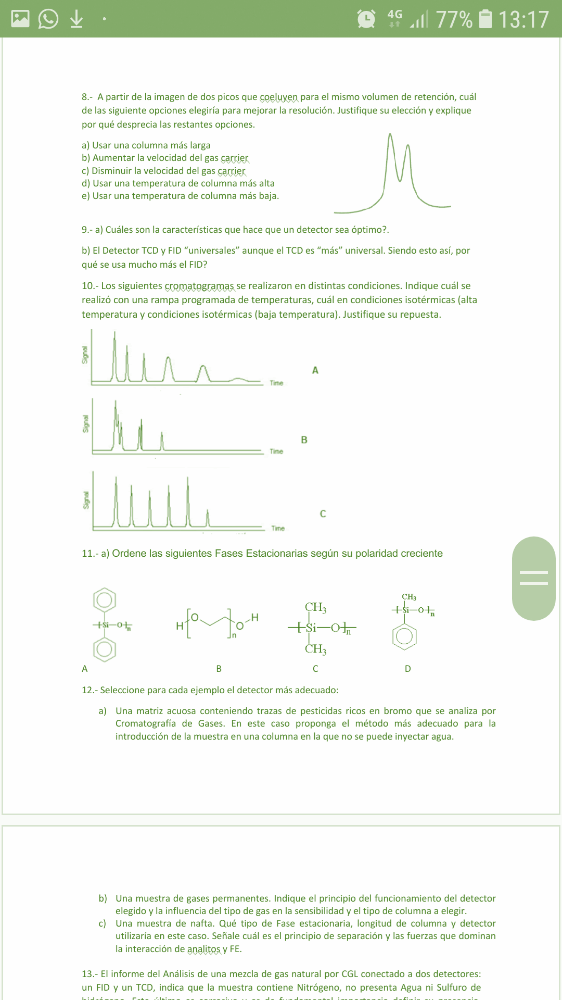 4G 77% 13:17
8.- A partir de la imagen de dos picos que coeluyen para el mismo volumen de retención, cuál
de las siguiente opciones elegiría para mejorar la resolución. Justifique su elección y explique
por qué desprecia las restantes opciones.
a) Usar una columna más larga
b) Aumentar la velocidad del gas carrier
c) Disminuir la velocidad del gas carrier
d) Usar una temperatura de columna más alta
e) Usar una temperatura de columna más baja.
9.- a) Cuáles son la características que hace que un detector sea óptimo?.
b) El Detector TCD y FID “universales” aunque el TCD es “más” universal. Siendo esto así, por
qué se usa mucho más el FID?
10.- Los siguientes cromatogramas se realizaron en distintas condiciones. Indique cuál se
realizó con una rampa programada de temperaturas, cuál en condiciones isotérmicas (alta
temperatura y condiciones isotérmicas (baja temperatura). Justifique su repuesta.
Signal
Time
A
Signal
Time
B
Signal
Time
C
11.- a) Ordene las siguientes Fases Estacionarias según su polaridad creciente
Si—O n
H O O H n
CH3
Si—O n
CH3
CH3
Si—O n
A B C D
12.- Seleccione para cada ejemplo el detector más adecuado:
a) Una matriz acuosa conteniendo trazas de pesticidas ricos en bromo que se analiza por
Cromatografía de Gases. En este caso proponga el método más adecuado para la
introducción de la muestra en una columna en la que no se puede inyectar agua.
b) Una muestra de gases permanentes. Indique el principio del funcionamiento del detector
elegido y la influencia del tipo de gas en la sensibilidad y el tipo de columna a elegir.
c) Una muestra de nafta. Qué tipo de Fase estacionaria, longitud de columna y detector
utilizaría en este caso. Señale cuál es el principio de separación y las fuerzas que dominan
la interacción de analitos y FE.
13.- El informe del Análisis de una mezcla de gas natural por CGL conectado a dos detectores:
un FID y un TCD, indica que la muestra contiene Nitrógeno, no presenta Agua ni Sulfuro de